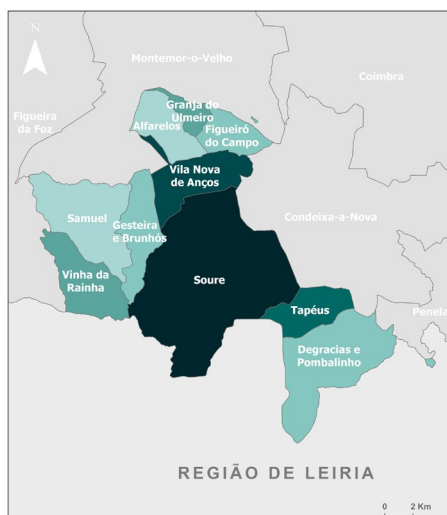 Montemor-o-Velho
Coimbra
Figueira
da Foz
Granja do
Ulmeiro
Alfarelos
Figueiró
do Campo
Vila Nova
de Anços
Samuel
Gesteira
e Brunhós
Condeixa-a-Nova
Vinha da
Rainha
Soure
Tapéus
Penela
Degracias e
Pombalinho
REGIÃO DE LEIRIA
0 2 Km